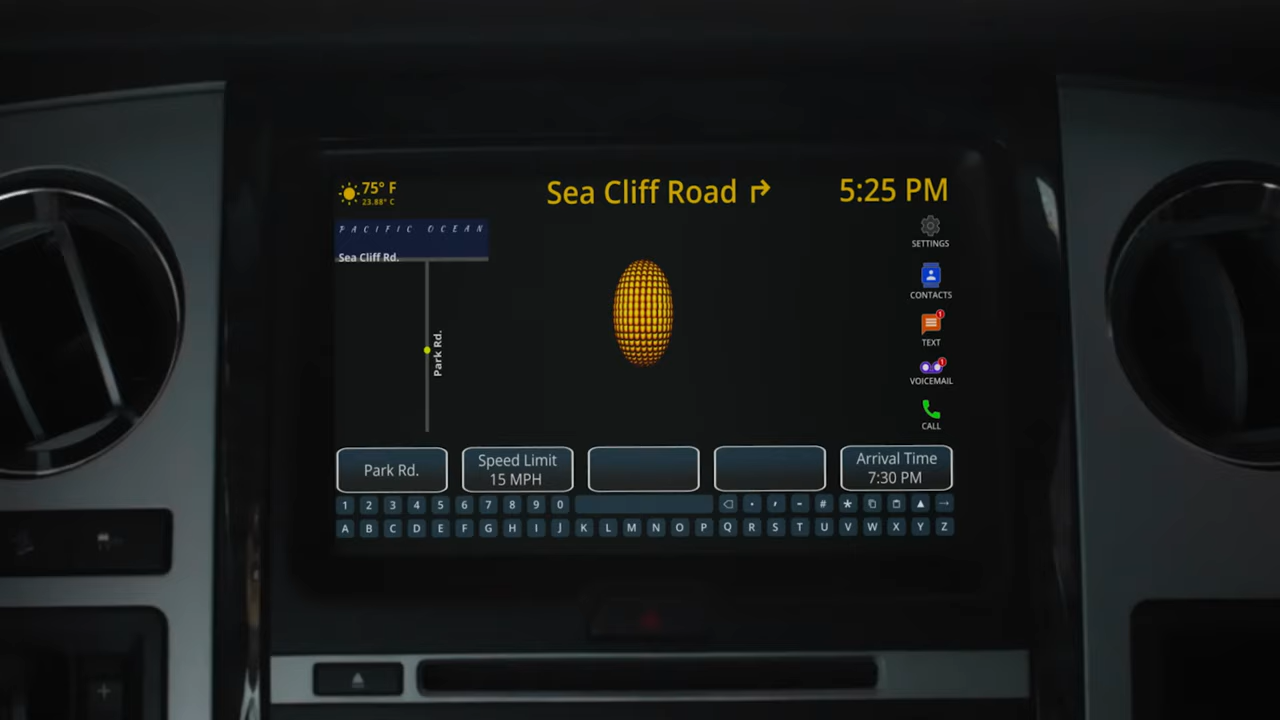 75° F
23.88° C
Sea Cliff Road
5:25 PM
PACIFIC OCEAN
Sea Cliff Rd.
Park Rd.
SETTINGS
CONTACTS
1
TEXT
1
VOICEMAIL
CALL
Park Rd.
Speed Limit
15 MPH
Arrival Time
7:30 PM
1 2 3 4 5 6 7 8 9 0 . , - # *
A B C D E F G H I J K L M N O P Q R S T U V W X Y Z